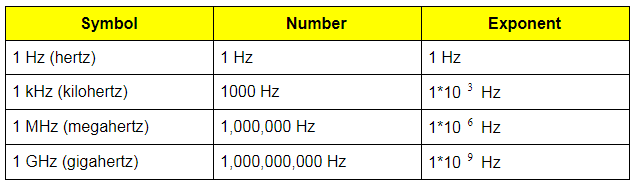 Symbol Number Exponent
1 Hz (hertz) 1 Hz 1 Hz
1 kHz (kilohertz) 1000 Hz 1*10 ³ Hz
1 MHz (megahertz) 1,000,000 Hz 1*10 ⁶ Hz
1 GHz (gigahertz) 1,000,000,000 Hz 1*10 ⁹ Hz